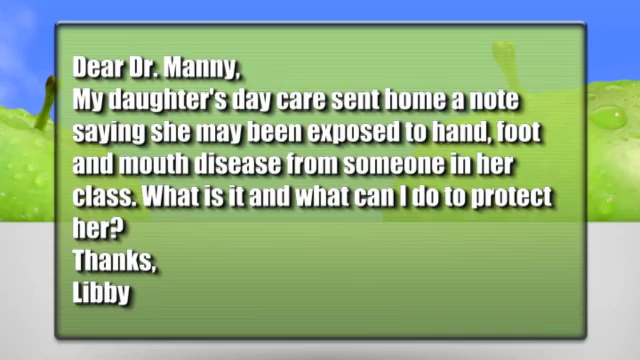 Dear Dr. Manny,
My daughter's day care sent home a note
saying she may been exposed to hand, foot
and mouth disease from someone in her
class. What is it and what can I do to protect
her?
Thanks,
Libby